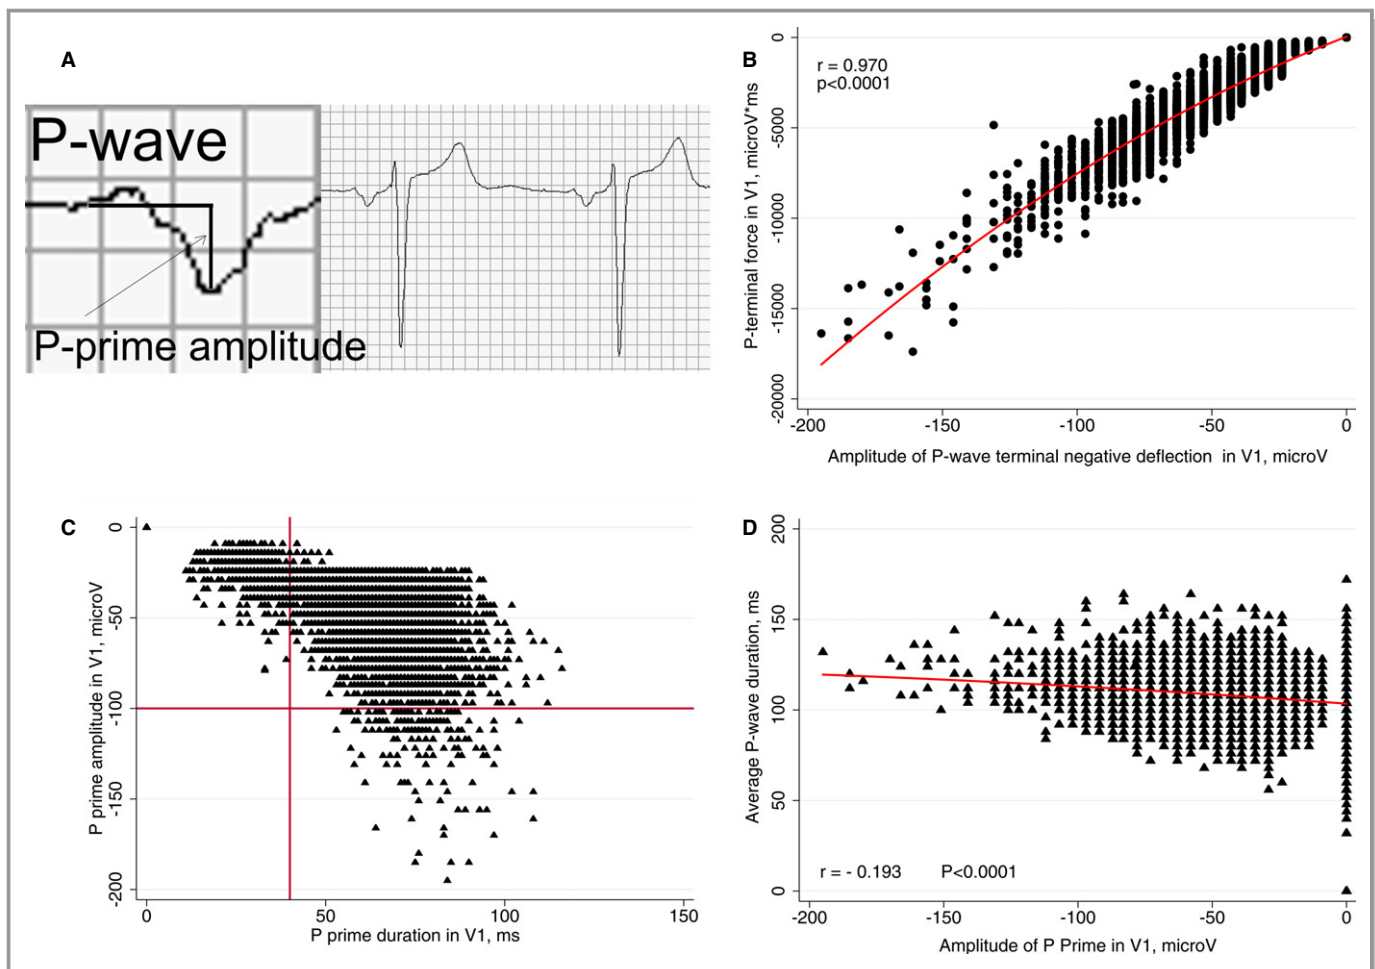 A
P-wave
P-prime amplitude
B
r = 0.970
p<0.0001
P-terminal force in V1, microV*ms
0
-5000
-10000
-15000
-20000
-200 -150 -100 -50 0
Amplitude of P-wave terminal negative deflection in V1, microV
C
P prime amplitude in V1, microV
0
-50
-100
-150
-200
0 50 100 150
P prime duration in V1, ms
D
Average P-wave duration, ms
200
150
100
50
0
r = - 0.193 P<0.0001
-200 -150 -100 -50 0
Amplitude of P Prime in V1, microV